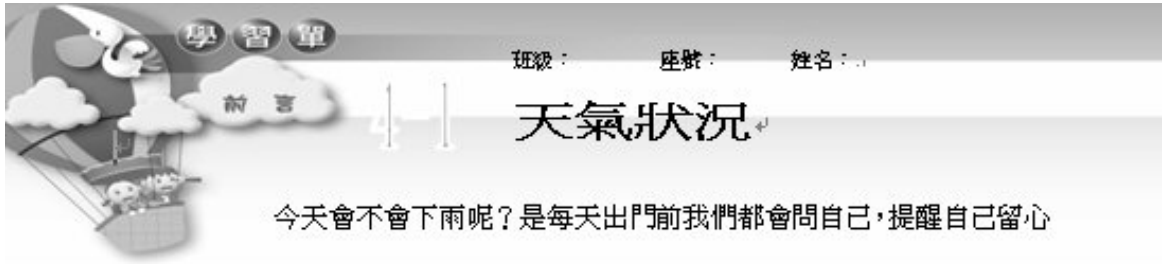 學習單
班級： 座號： 姓名：
前言
4-1 天氣狀況
今天會不會下雨呢？是每天出門前我們都會問自己，提醒自己留心